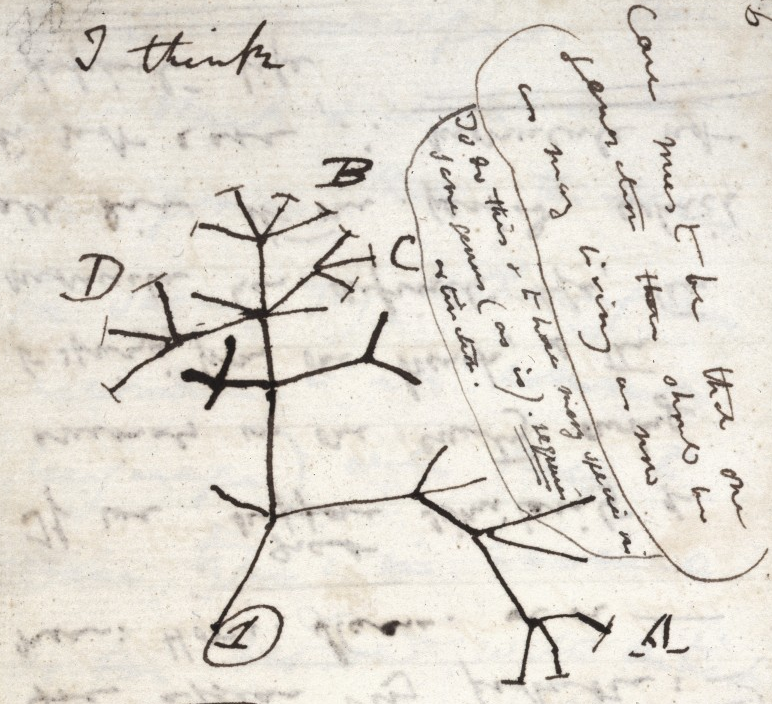 I think
B
C
D
A
1
Case must be that one
generation then should be
as many living as now
To do this & to have many species in
same genus (as is). requires
extinction.